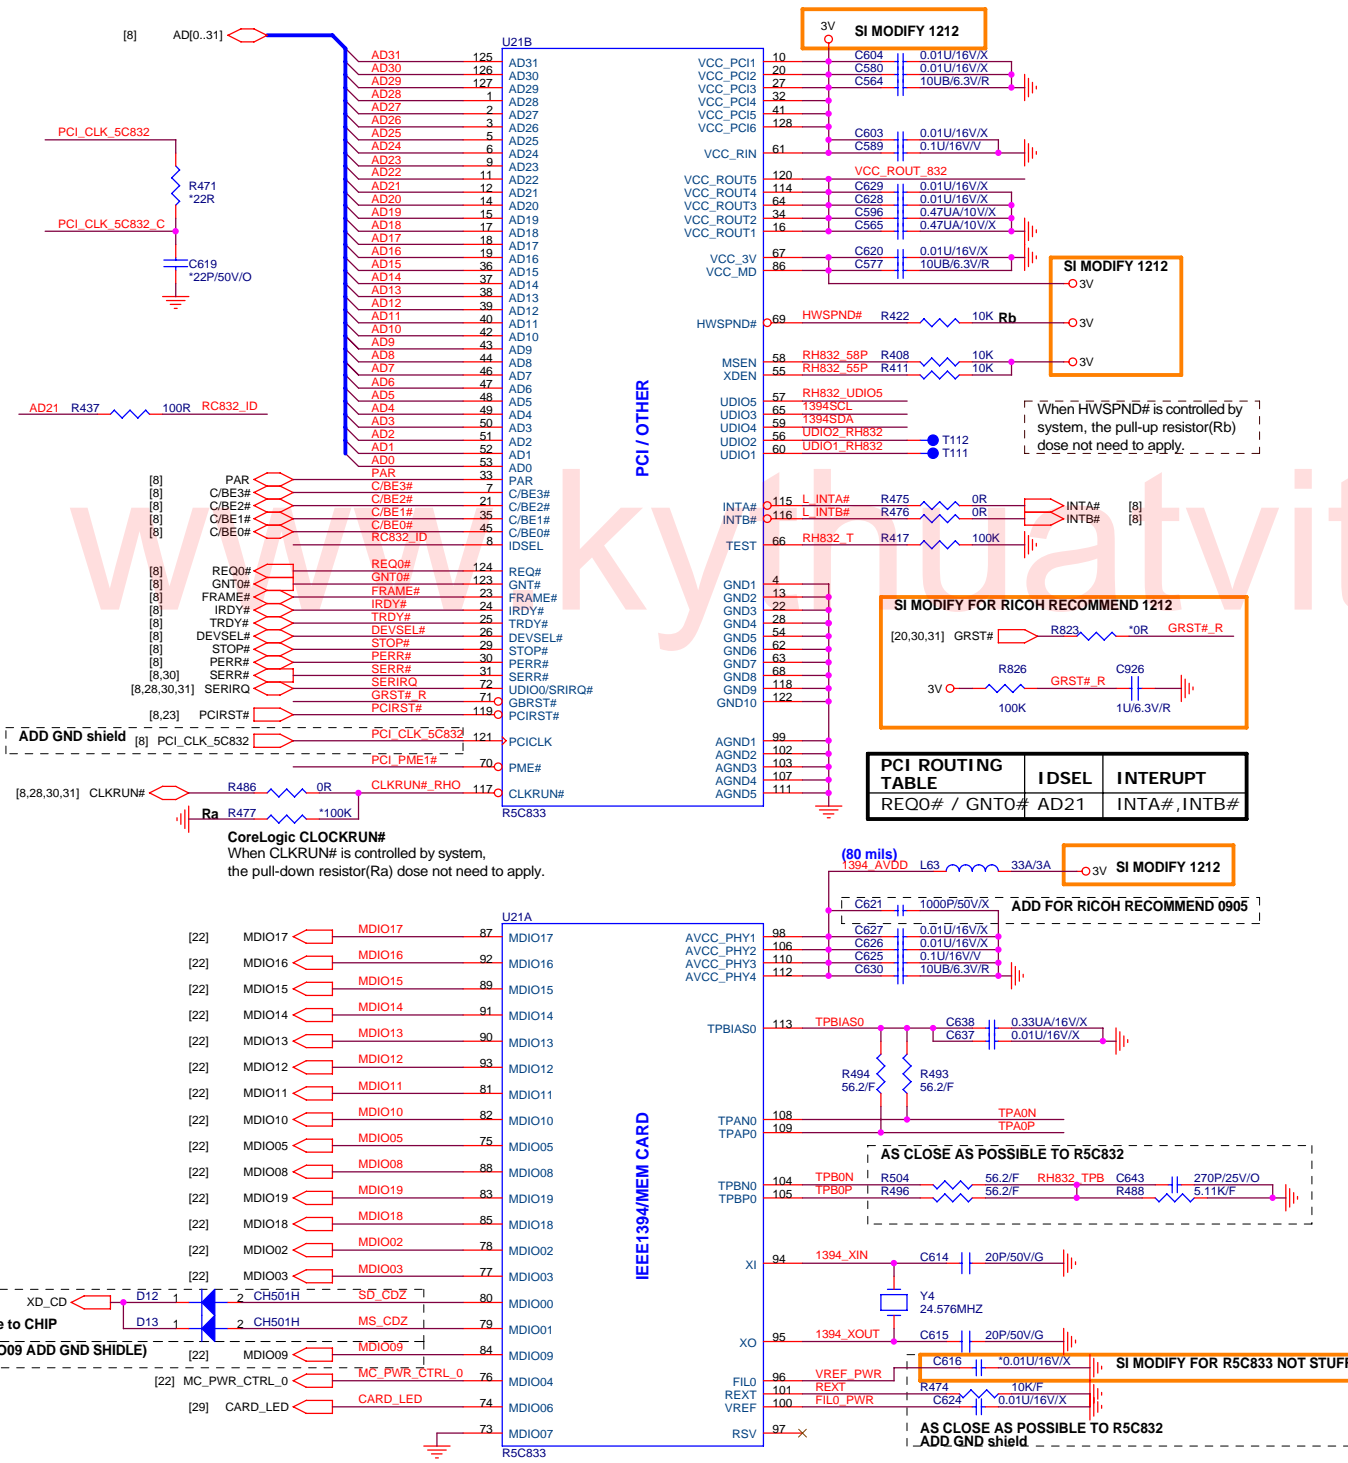 [8] AD[0..31]
U21B
3V SI MODIFY 1212
AD31 125 AD31
AD30 126 AD30
AD29 127 AD29
AD28 1 AD28
AD27 2 AD27
AD26 3 AD26
AD25 5 AD25
AD24 6 AD24
AD23 9 AD23
AD22 11 AD22
AD21 12 AD21
AD20 14 AD20
AD19 15 AD19
AD18 17 AD18
AD17 18 AD17
AD16 19 AD16
AD15 36 AD15
AD14 37 AD14
AD13 38 AD13
AD12 39 AD12
AD11 40 AD11
AD10 42 AD10
AD9 43 AD9
AD8 44 AD8
AD7 46 AD7
AD6 47 AD6
AD5 48 AD5
AD4 49 AD4
AD3 50 AD3
AD2 51 AD2
AD1 52 AD1
AD0 53 AD0
PCI_CLK_5C832
R471
*22R
PCI_CLK_5C832_C
C619
*22P/50V/O
AD21 R437 100R RC832_ID
[8] PAR PAR 33 PAR
[8] C/BE3# C/BE3# 7 C/BE3#
[8] C/BE2# C/BE2# 21 C/BE2#
[8] C/BE1# C/BE1# 35 C/BE1#
[8] C/BE0# C/BE0# 45 C/BE0#
RC832_ID 8 IDSEL
[8] REQ0# REQ0# 124 REQ#
[8] GNT0# GNT0# 123 GNT#
[8] FRAME# FRAME# 23 FRAME#
[8] IRDY# IRDY# 24 IRDY#
[8] TRDY# TRDY# 25 TRDY#
[8] DEVSEL# DEVSEL# 26 DEVSEL#
[8] STOP# STOP# 29 STOP#
[8] PERR# PERR# 30 PERR#
[8,30] SERR# SERR# 31 SERR#
[8,28,30,31] SERIRQ SERIRQ 72 UDIO0/SRIRQ#
GRST#_R 71 GBRST#
[8,23] PCIRST# PCIRST# 119 PCIRST#
ADD GND shield [8] PCI_CLK_5C832 PCI_CLK_5C832 121 PCICLK
PCI_PME1# 70 PME#
[8,28,30,31] CLKRUN# R486 0R CLKRUN#_RHO 117 CLKRUN#
Ra R477 *100K
R5C833
CoreLogic CLOCKRUN#
When CLKRUN# is controlled by system,
the pull-down resistor(Ra) dose not need to apply.
PCI / OTHER
VCC_PCI1 10 C604 0.01U/16V/X
VCC_PCI2 20 C580 0.01U/16V/X
VCC_PCI3 27 C564 10UB/6.3V/R
VCC_PCI4 32
VCC_PCI5 41
VCC_PCI6 128
C603 0.01U/16V/X
VCC_RIN 61 C589 0.1U/16V/V
VCC_ROUT5 120 VCC_ROUT_832
VCC_ROUT4 114 C629 0.01U/16V/X
VCC_ROUT3 64 C628 0.01U/16V/X
VCC_ROUT2 34 C596 0.47UA/10V/X
VCC_ROUT1 16 C565 0.47UA/10V/X
VCC_3V 67 C620 0.01U/16V/X
VCC_MD 86 C577 10UB/6.3V/R
SI MODIFY 1212
3V
HWSPND# 69 HWSPND# R422 10K Rb 3V
MSEN 58 RH832_58P R408 10K 3V
XDEN 55 RH832_55P R411 10K
UDIO5 57 RH832_UDIO5
UDIO3 65 1394SCL
UDIO4 59 1394SDA
UDIO2 56 UDIO2_RH832 T112
UDIO1 60 UDIO1_RH832 T111
When HWSPND# is controlled by
system, the pull-up resistor(Rb)
dose not need to apply.
INTA# 115 L_INTA# R475 0R INTA# [8]
INTB# 116 L_INTB# R476 0R INTB# [8]
TEST 66 RH832_T R417 100K
www.kythuatvit
GND1 4
GND2 13
GND3 22
GND4 28
GND5 54
GND6 62
GND7 63
GND8 68
GND9 118
GND10 122
AGND1 99
AGND2 102
AGND3 103
AGND4 107
AGND5 111
SI MODIFY FOR RICOH RECOMMEND 1212
[20,30,31] GRST# R823 *0R GRST#_R
3V R826 GRST#_R C926
100K 1U/6.3V/R
PCI ROUTING TABLE IDSEL INTERUPT
REQ0# / GNT0# AD21 INTA#,INTB#
(80 mils)
1394_AVDD L63 33A/3A 3V SI MODIFY 1212
C621 1000P/50V/X ADD FOR RICOH RECOMMEND 0905
U21A
AVCC_PHY1 98 C627 0.01U/16V/X
AVCC_PHY2 106 C626 0.01U/16V/X
AVCC_PHY3 110 C625 0.1U/16V/V
AVCC_PHY4 112 C630 10UB/6.3V/R
TPBIAS0 113 TPBIAS0 C638 0.33UA/16V/X
C637 0.01U/16V/X
R494 R493
56.2/F 56.2/F
TPAN0 108 TPA0N
TPAP0 109 TPA0P
AS CLOSE AS POSSIBLE TO R5C832
TPBN0 104 TPB0N R504 56.2/F RH832_TPB C643 270P/25V/O
TPBP0 105 TPB0P R496 56.2/F R488 5.11K/F
XI 94 1394_XIN C614 20P/50V/G
Y4
24.576MHZ
XO 95 1394_XOUT C615 20P/50V/G
C616 *0.01U/16V/X SI MODIFY FOR R5C833 NOT STUFF
FIL0 96 VREF_PWR
REXT 101 REXT R474 10K/F
VREF 100 FIL0_PWR C624 0.01U/16V/X
RSV 97
AS CLOSE AS POSSIBLE TO R5C832
ADD GND shield
IEEE1394/MEM CARD
[22] MDIO17 MDIO17 87 MDIO17
[22] MDIO16 MDIO16 92 MDIO16
[22] MDIO15 MDIO15 89 MDIO15
[22] MDIO14 MDIO14 91 MDIO14
[22] MDIO13 MDIO13 90 MDIO13
[22] MDIO12 MDIO12 93 MDIO12
[22] MDIO11 MDIO11 81 MDIO11
[22] MDIO10 MDIO10 82 MDIO10
[22] MDIO05 MDIO05 75 MDIO05
[22] MDIO08 MDIO08 88 MDIO08
[22] MDIO19 MDIO19 83 MDIO19
[22] MDIO18 MDIO18 85 MDIO18
[22] MDIO02 MDIO02 78 MDIO02
[22] MDIO03 MDIO03 77 MDIO03
XD_CD D12 1 2 CH501H SD_CDZ 80 MDIO00
e to CHIP D13 1 2 CH501H MS_CDZ 79 MDIO01
O09 ADD GND SHIDLE) [22] MDIO09 MDIO09 84 MDIO09
[22] MC_PWR_CTRL_0 MC_PWR_CTRL_0 76 MDIO04
[29] CARD_LED CARD_LED 74 MDIO06
73 MDIO07
R5C833